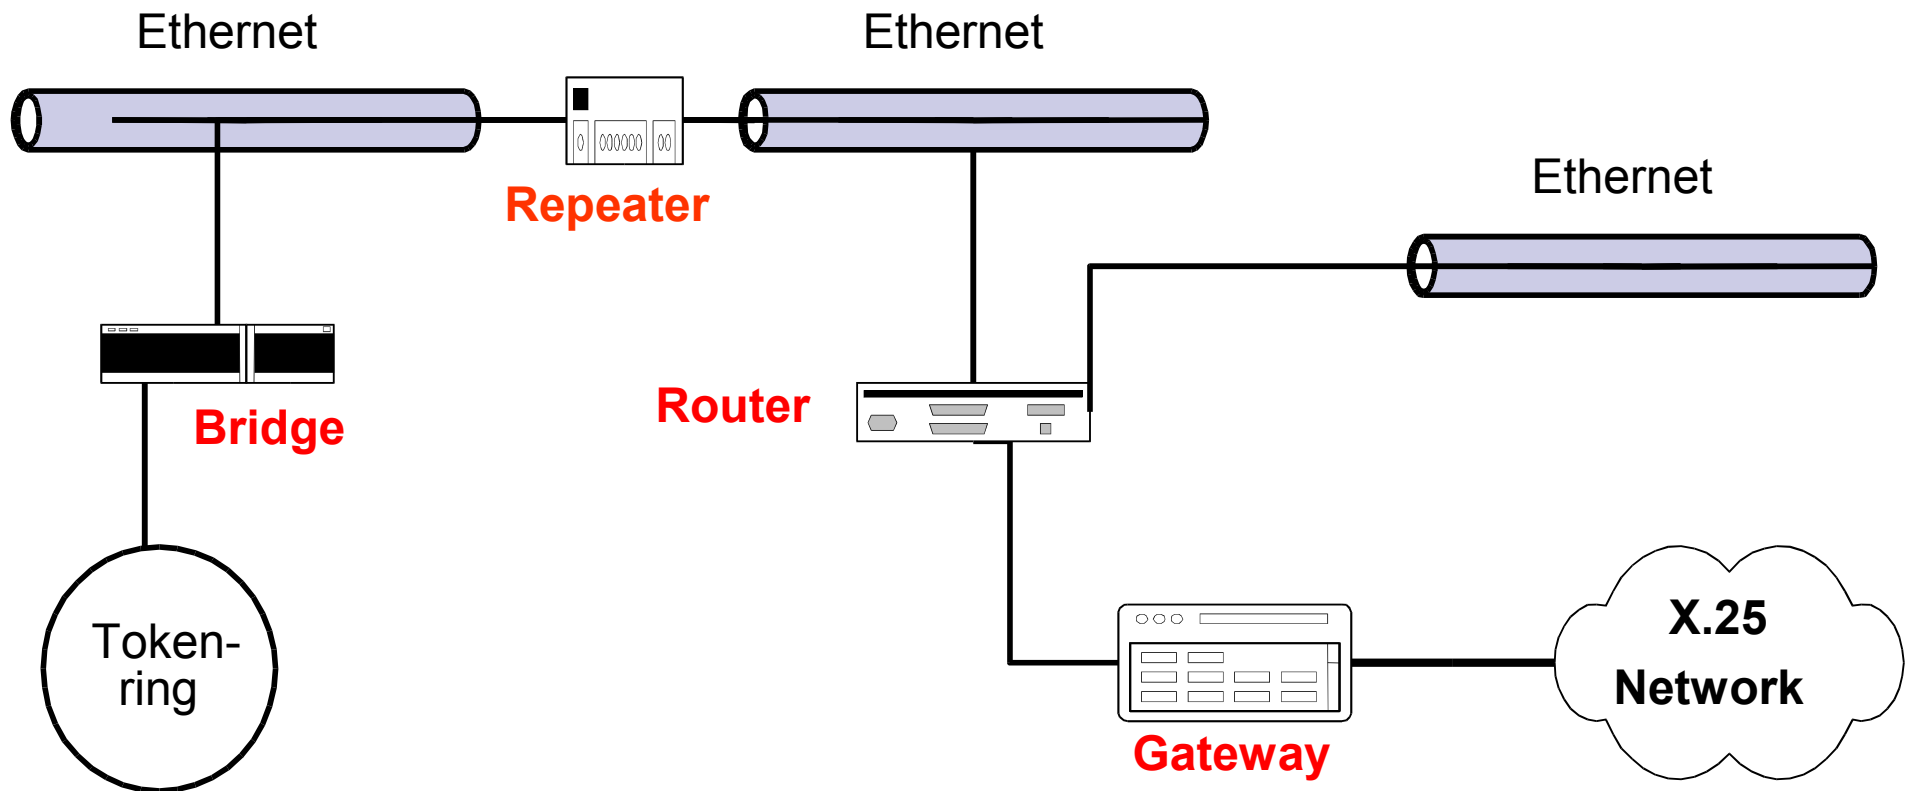 Ethernet
Ethernet
Repeater
Ethernet
Bridge
Router
Token-
ring
X.25
Network
Gateway